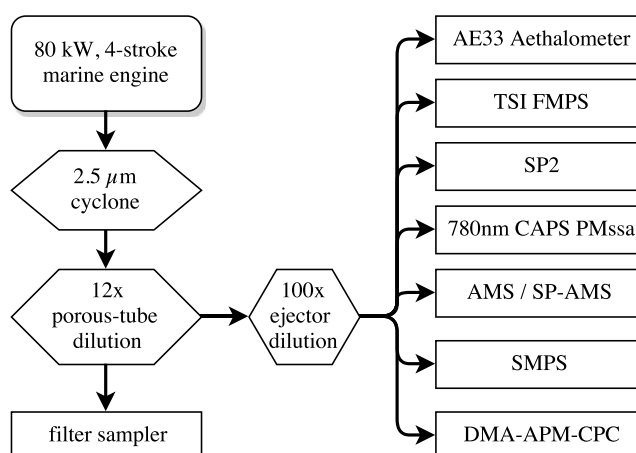 80 kW, 4-stroke
marine engine
2.5 µm
cyclone
12x
porous-tube
dilution
filter sampler
100x
ejector
dilution
AE33 Aethalometer
TSI FMPS
SP2
780nm CAPS PMssa
AMS / SP-AMS
SMPS
DMA-APM-CPC